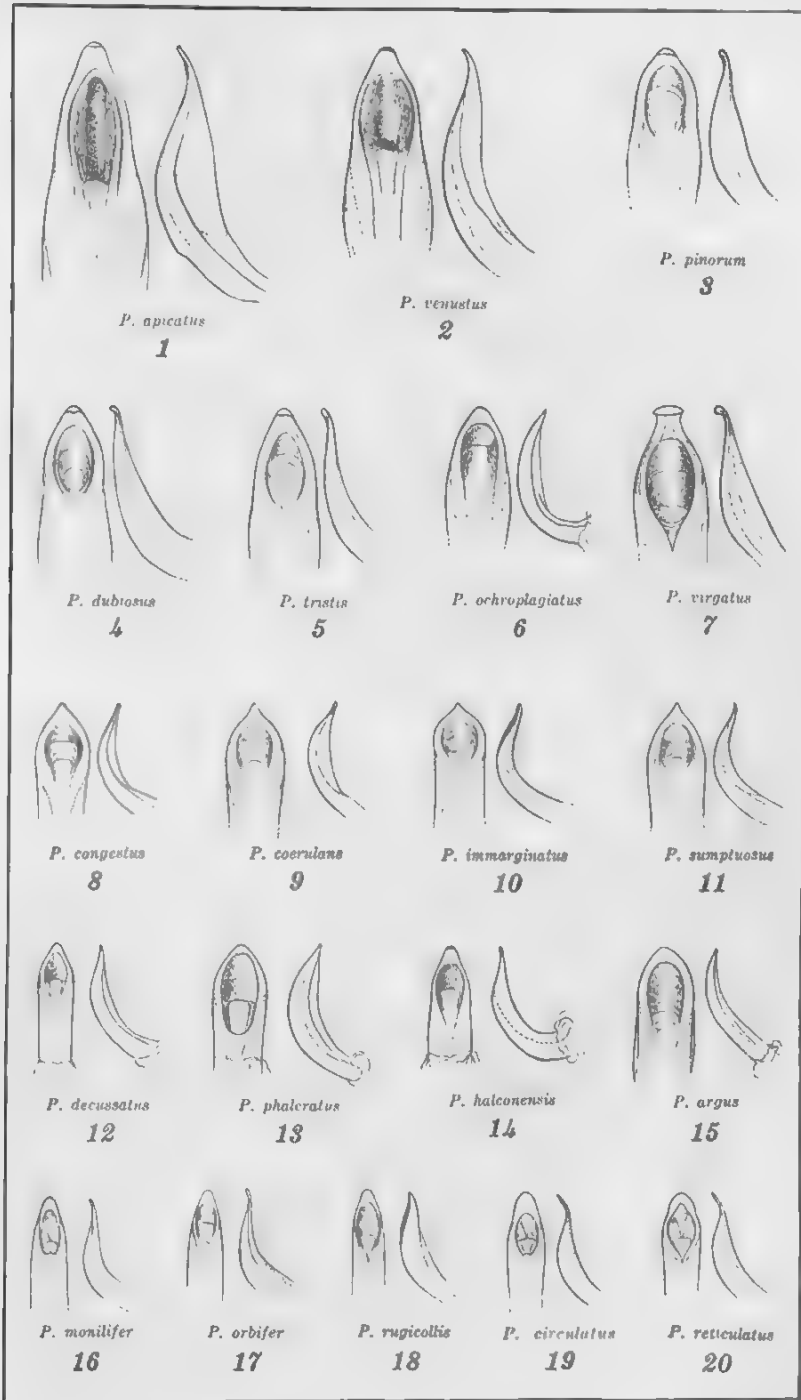 P. apicatus
1
P. venustus
2
P. pinorum
3
P. dubiosus
4
P. tristis
5
P. ochroplagiatus
6
P. virgatus
7
P. congestus
8
P. coerulans
9
P. immarginatus
10
P. sumptuosus
11
P. decussatus
12
P. phaleratus
13
P. halconensis
14
P. argus
15
P. monilifer
16
P. orbifer
17
P. rugicollis
18
P. circulatus
19
P. reticulatus
20